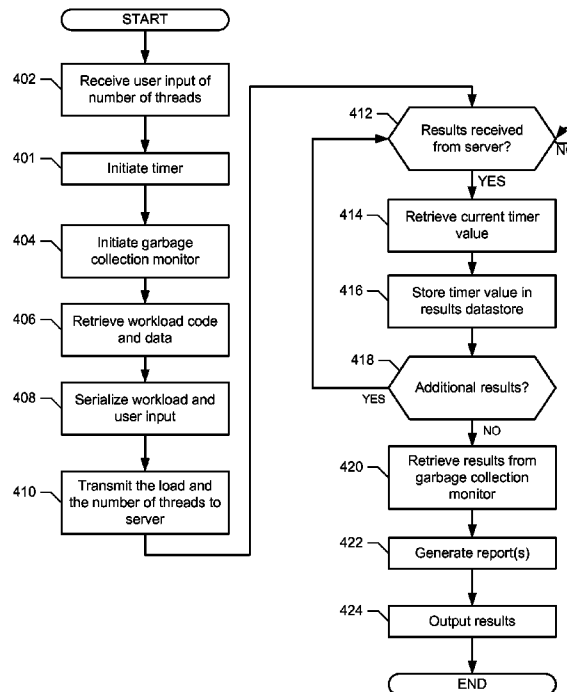 START
402
Receive user input of
number of threads
401
Initiate timer
404
Initiate garbage
collection monitor
406
Retrieve workload code
and data
408
Serialize workload and
user input
410
Transmit the load and
the number of threads to
server
412
Results received
from server?
NO
YES
414
Retrieve current timer
value
416
Store timer value in
results datastore
418
Additional results?
YES
NO
420
Retrieve results from
garbage collection
monitor
422
Generate report(s)
424
Output results
END